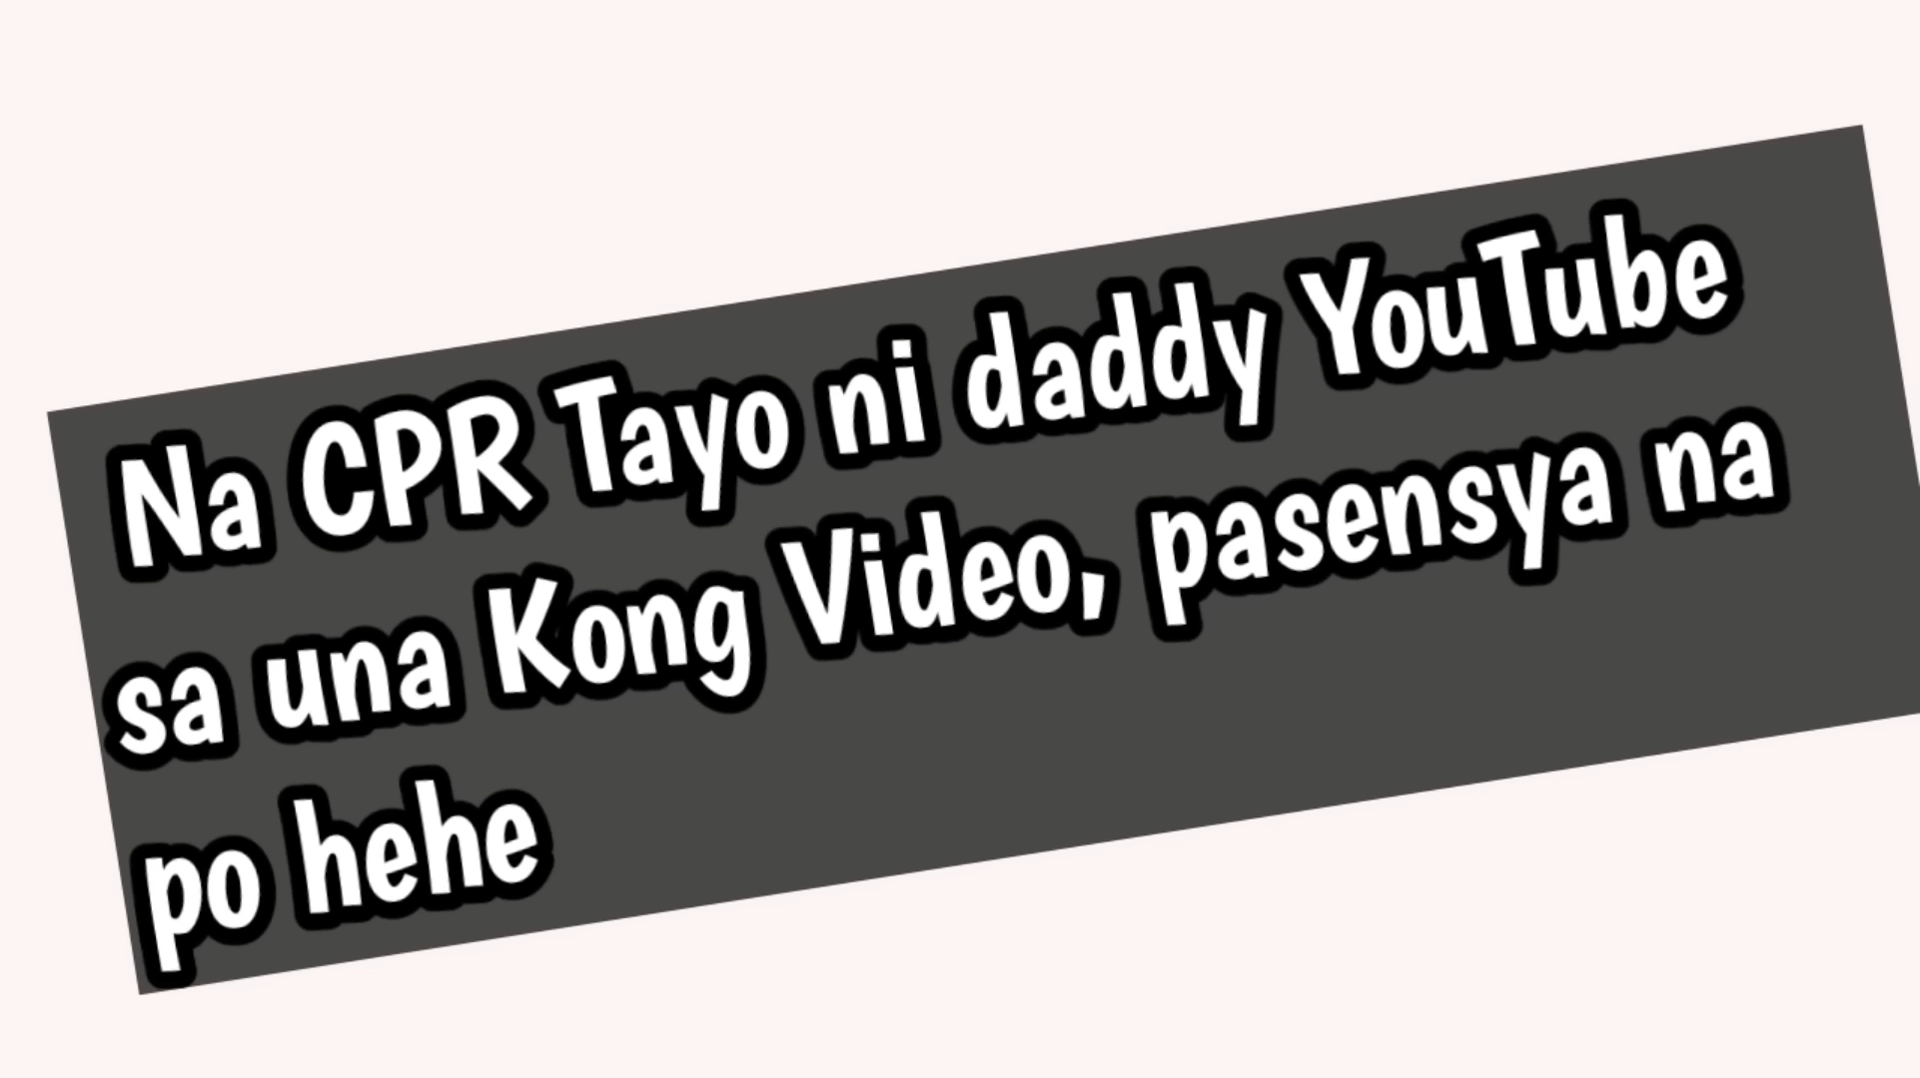 Na CPR Tayo ni daddy YouTube
sa una Kong Video, pasensya na
po hehe